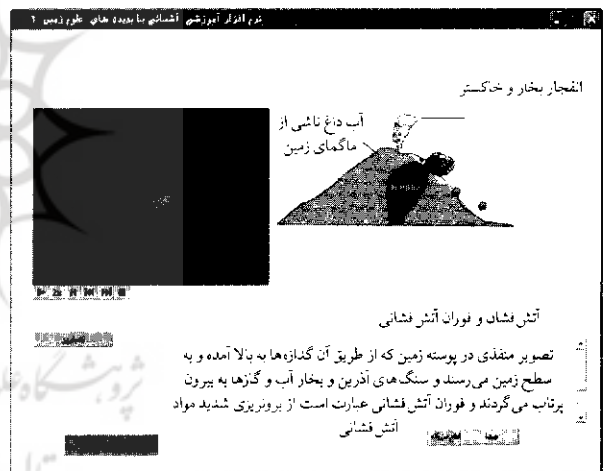 نرم افزار آموزشی آشنائی با پدیده های علوم زمین ۲
انفجار بخار و خاکستر
آب داغ ناشی از
ماگمای زمین
آتش فشان و فوران آتش فشانی
تصویر منفذی در پوسته زمین که از طریق آن گدازه‌ها به بالا آمده و به
سطح زمین می‌رسند و سنگ های آذرین و بخار آب و گازها به بیرون
پرتاب می‌گردند و فوران آتش فشانی عبارت است از برونریزی شدید مواد
آتش فشانی